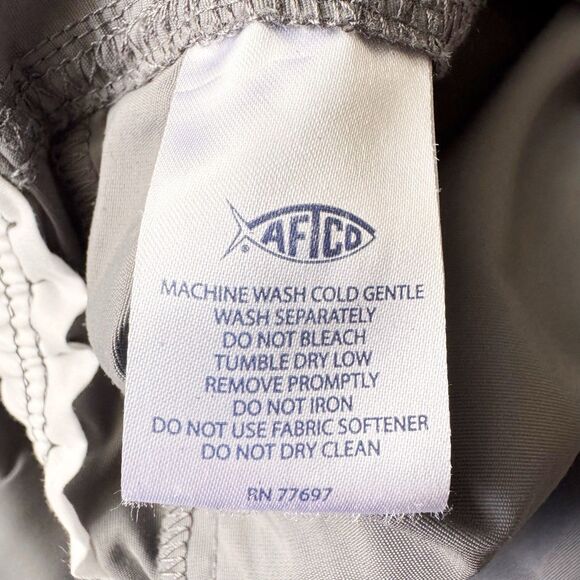 AFTCO
®
MACHINE WASH COLD GENTLE
WASH SEPARATELY
DO NOT BLEACH
TUMBLE DRY LOW
REMOVE PROMPTLY
DO NOT IRON
DO NOT USE FABRIC SOFTENER
DO NOT DRY CLEAN
RN 77697